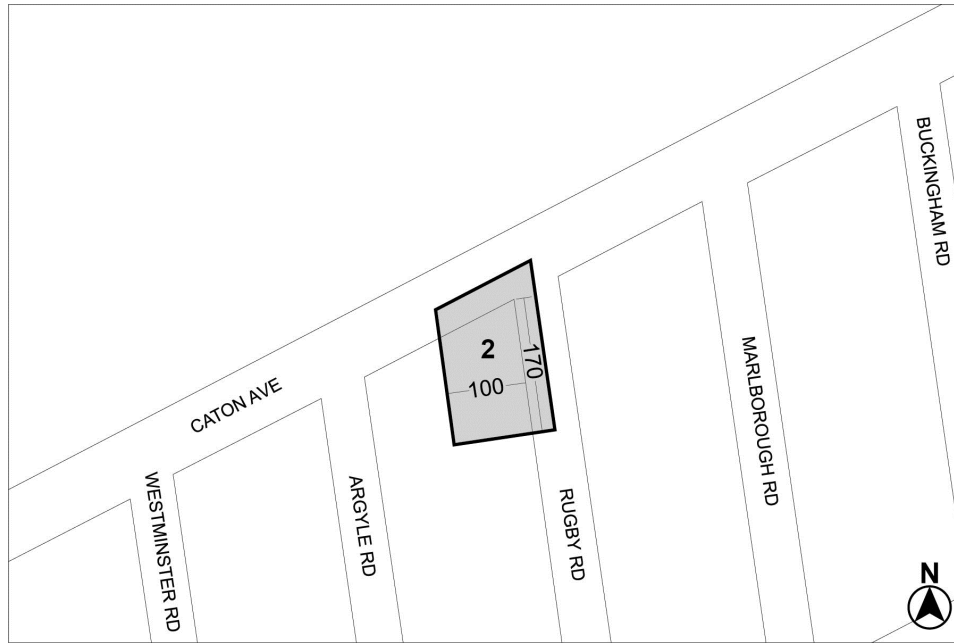 BUCKINGHAM RD
2
170
100
MARLBOROUGH RD
CATON AVE
WESTMINSTER RD
ARGYLE RD
RUGBY RD
N